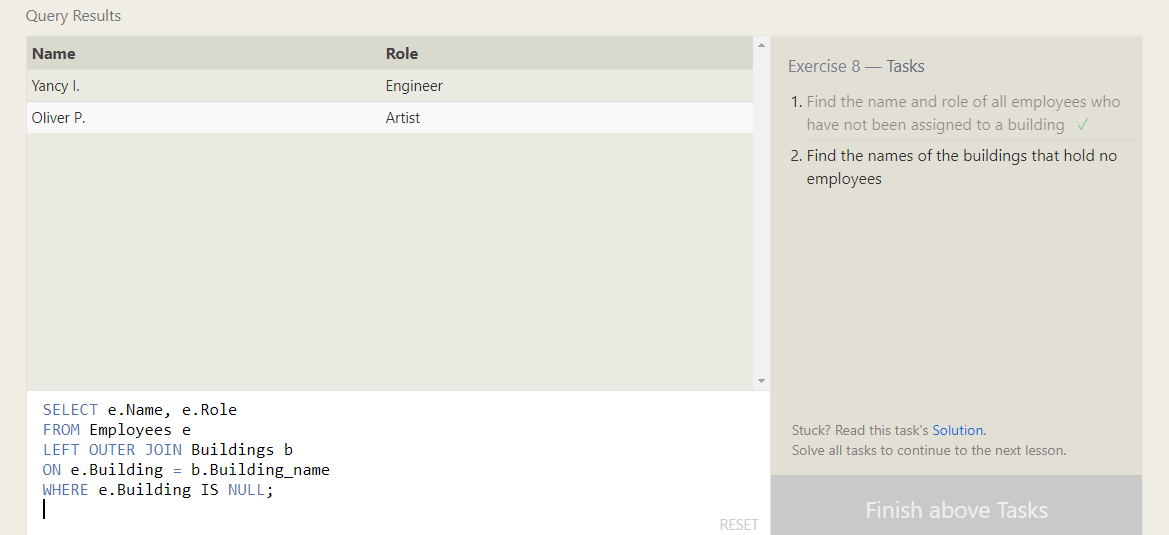 Query Results
Name Role
Yancy I. Engineer
Oliver P. Artist
Exercise 8 — Tasks
1. Find the name and role of all employees who
have not been assigned to a building ✓
2. Find the names of the buildings that hold no
employees
Stuck? Read this task's Solution.
Solve all tasks to continue to the next lesson.
Finish above Tasks
SELECT e.Name, e.Role
FROM Employees e
LEFT OUTER JOIN Buildings b
ON e.Building = b.Building_name
WHERE e.Building IS NULL;
RESET